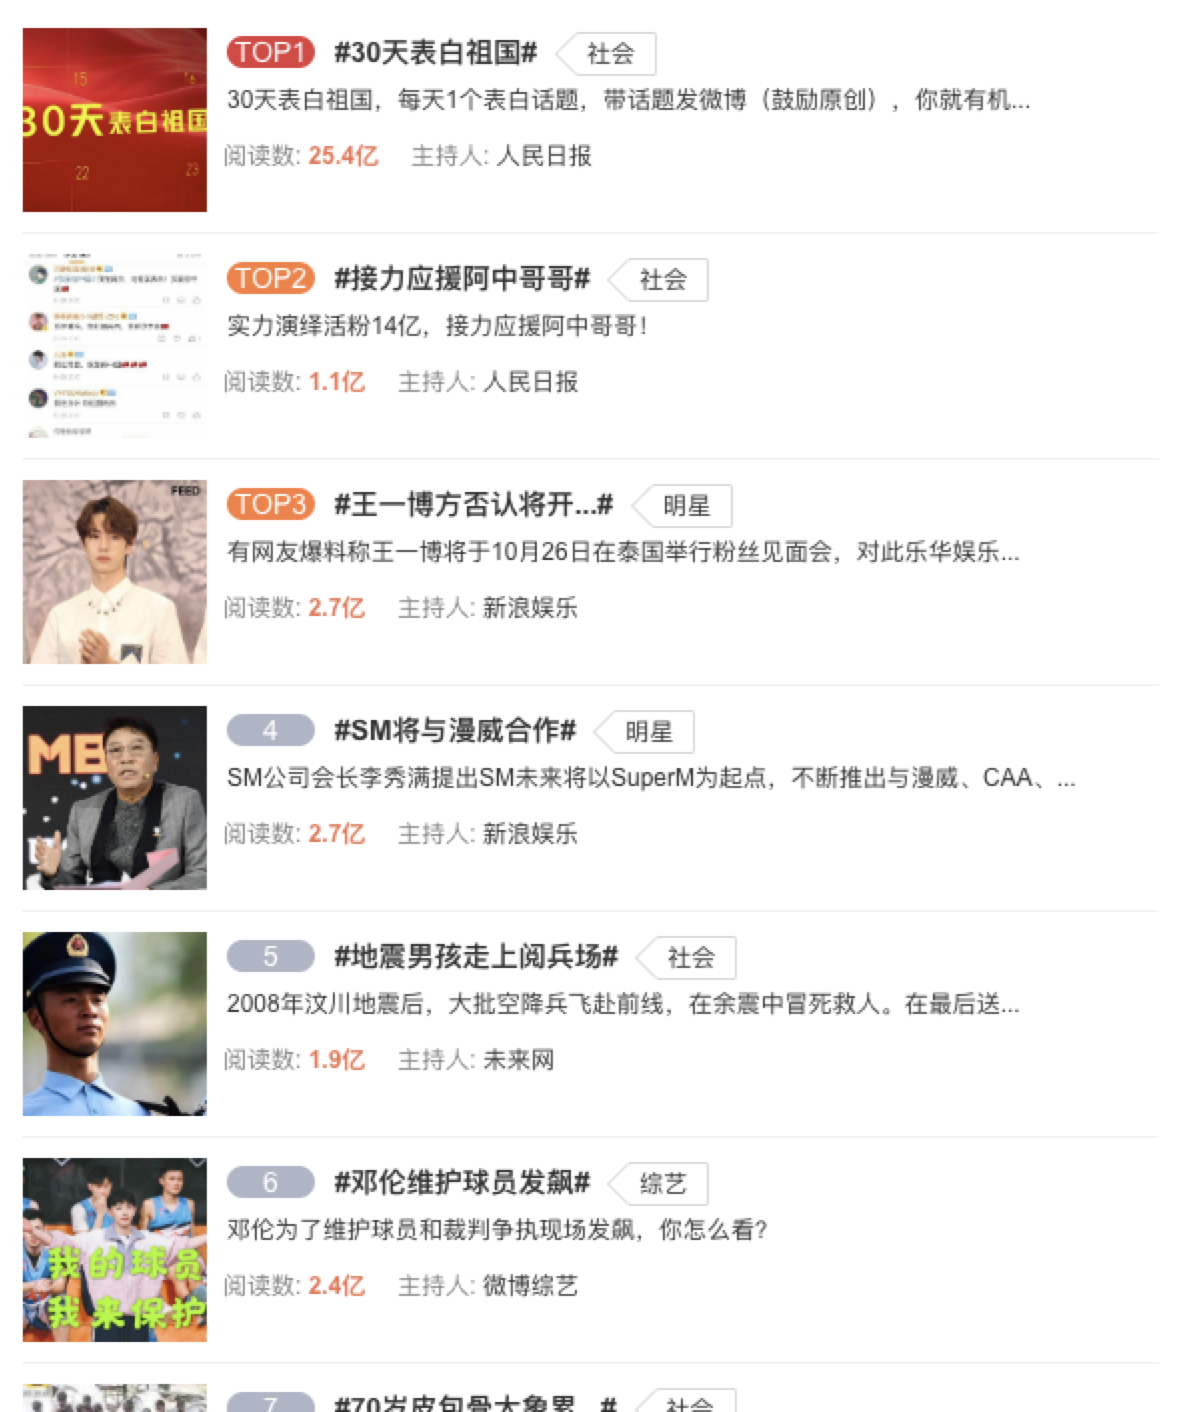 15
16
30天表白祖国
22
23
TOP1 #30天表白祖国# 社会
30天表白祖国，每天1个表白话题，带话题发微博（鼓励原创），你就有机...
阅读数: 25.4亿 主持人: 人民日报
TOP2 #接力应援阿中哥哥# 社会
实力演绎活粉14亿，接力应援阿中哥哥！
阅读数: 1.1亿 主持人: 人民日报
FEED
TOP3 #王一博方否认将开...# 明星
有网友爆料称王一博将于10月26日在泰国举行粉丝见面会，对此乐华娱乐...
阅读数: 2.7亿 主持人: 新浪娱乐
4 #SM将与漫威合作# 明星
SM公司会长李秀满提出SM未来将以SuperM为起点，不断推出与漫威、CAA、...
阅读数: 2.7亿 主持人: 新浪娱乐
5 #地震男孩走上阅兵场# 社会
2008年汶川地震后，大批空降兵飞赴前线，在余震中冒死救人。在最后送...
阅读数: 1.9亿 主持人: 未来网
6 #邓伦维护球员发飙# 综艺
邓伦为了维护球员和裁判争执现场发飙，你怎么看?
阅读数: 2.4亿 主持人: 微博综艺
我的球员
我来保护
7 #70岁皮包骨大象累...# 社会